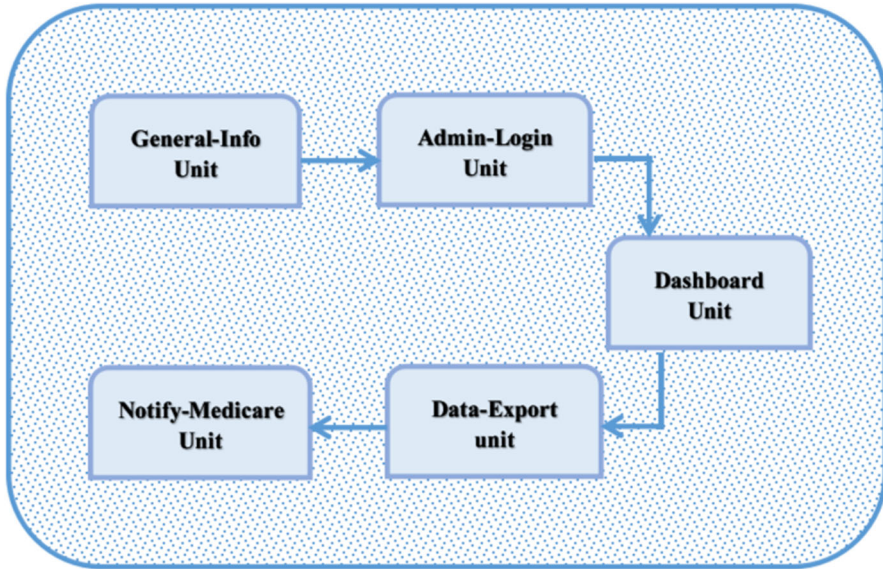 General-Info
Unit
Admin-Login
Unit
Dashboard
Unit
Data-Export
unit
Notify-Medicare
Unit